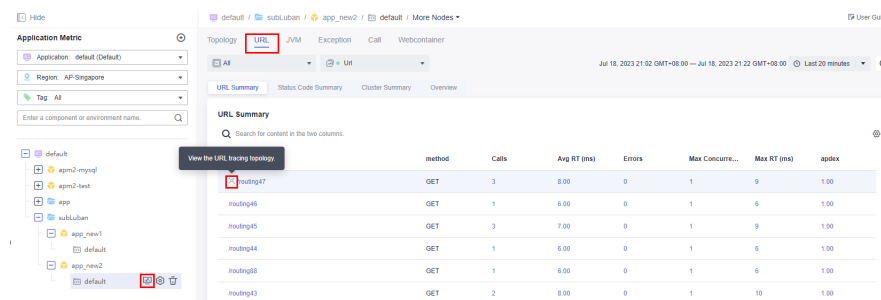 Hide
default / subLuban / app_new2 / default / More Nodes
Application Metric
Topology URL JVM Exception Call Webcontainer
Application: default (Default)
All
Url
Jul 18, 2023 21:02 GMT+08:00 — Jul 18, 2023 21:22 GMT+08:00 Last 20 minutes
Region: AP-Singapore
Tag: All
URL Summary Status Code Summary Cluster Summary Overview
Enter a component or environment name.
URL Summary
Search for content in the two columns.
default
View the URL tracing topology.
method Calls Avg RT (ms) Errors Max Concurre... Max RT (ms) apdex
apm2-mysql
/routing47 GET 3 8.00 0 1 9 1.00
apm2-test
app
/routing46 GET 1 6.00 0 1 6 1.00
subLuban
/routing45 GET 3 7.00 0 1 9 1.00
app_new1
default
/routing44 GET 1 6.00 0 1 6 1.00
app_new2
/routing88 GET 1 6.00 0 1 6 1.00
default
/routing43 GET 2 8.00 0 1 10 1.00